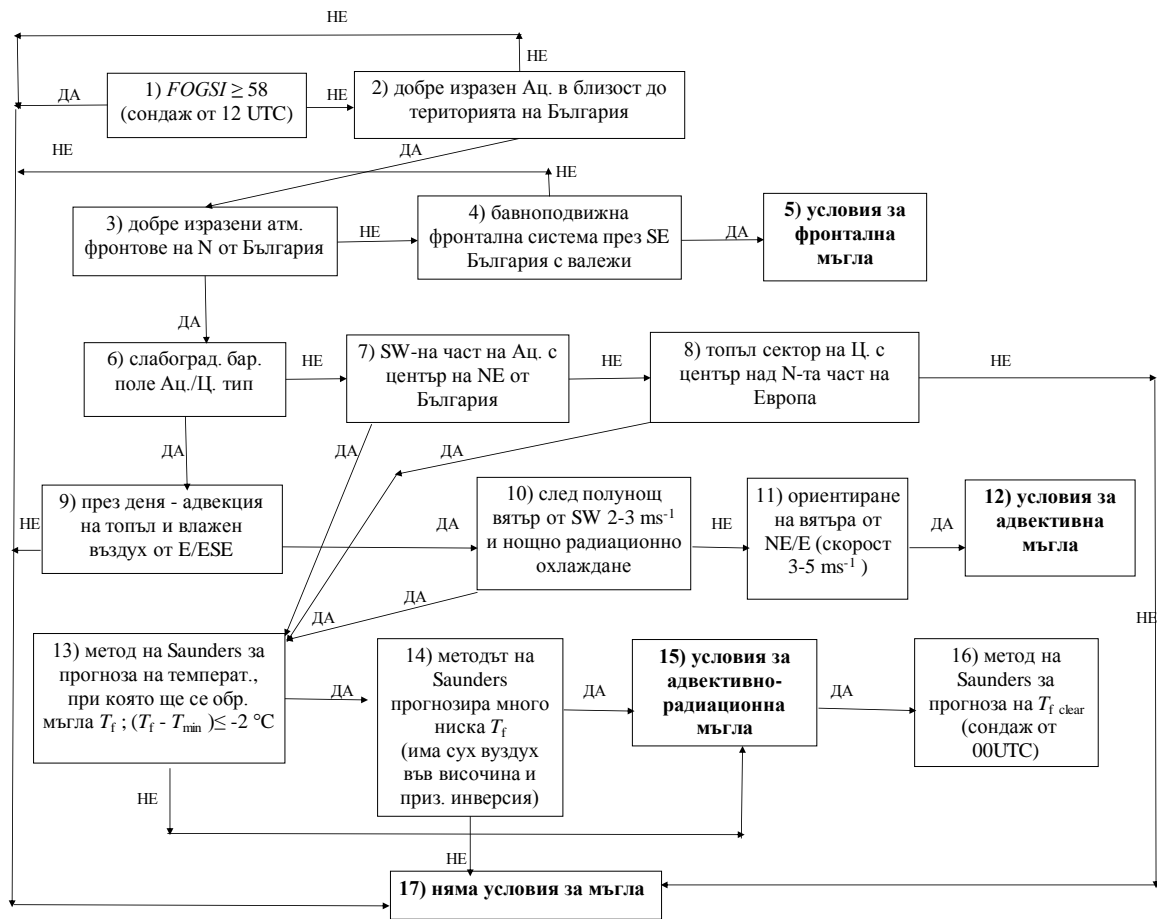 НЕ
1) FOGSI ≥ 58
(сондаж от 12 UTC)
ДА
НЕ
2) добре изразен Ац. в близост до
територията на България
НЕ
ДА
НЕ
НЕ
3) добре изразени атм.
фронтове на N от България
НЕ
4) бавноподвижна
фронтална система през SE
България с валежи
ДА
5) условия за
фронтална
мъгла
ДА
6) слабоград. бар.
поле Ац./Ц. тип
НЕ
7) SW-на част на Ац. с
център на NE от
България
НЕ
8) топъл сектор на Ц. с
център над N-та част на
Европа
НЕ
ДА
ДА
ДА
НЕ
9) през деня - адвекция
на топъл и влажен
въздух от E/ESE
ДА
10) след полунощ
вятър от SW 2-3 ms-1
и нощно радиационно
охлаждане
НЕ
11) ориентиране
на вятъра от
NE/E (скорост
3-5 ms-1 )
ДА
12) условия за
адвективна
мъгла
ДА
ДА
НЕ
13) метод на Saunders за
прогноза на температ.,
при която ще се обр.
мъгла Tf ; (Tf - Tmin )≤ -2 °C
ДА
14) методът на
Saunders
прогнозира много
ниска Tf
(има сух вуздух
във височина и
приз. инверсия)
ДА
15) условия за
адвективно-
радиационна
мъгла
ДА
16) метод на
Saunders за
прогноза на Tf clear
(сондаж от
00UTC)
НЕ
НЕ
17) няма условия за мъгла